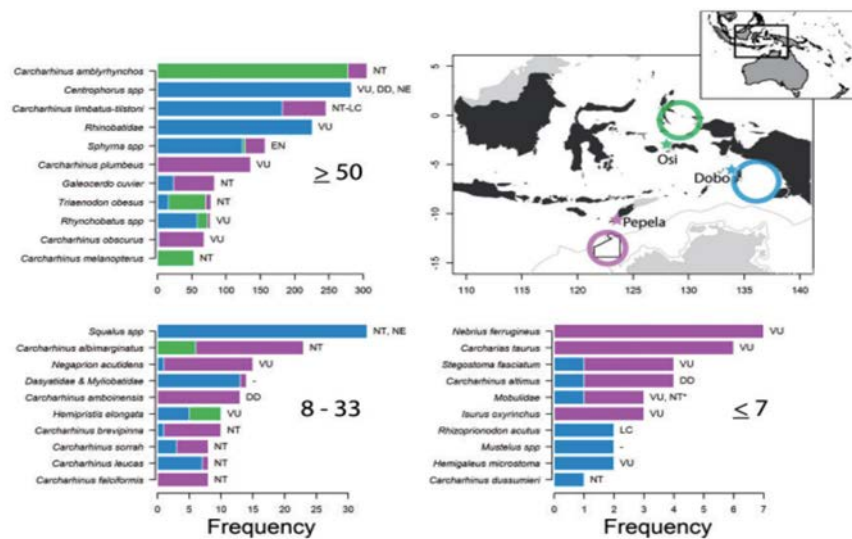 Carcharhinus amblyrhynchos NT
Centrophorus spp VU, DD, NE
Carcharhinus limbatus-tilstoni NT-LC
Rhinobatidae VU
Sphyrna spp EN
Carcharhinus plumbeus VU
Galeocerdo cuvier NT
Triaenodon obesus NT
Rhynchobatus spp VU
Carcharhinus obscurus VU
Carcharhinus melanopterus NT
≥ 50
0 50 100 150 200 250 300
0
-5
-10
-15
Osi
Dobo
Pepela
110 115 120 125 130 135 140
Squalus spp NT, NE
Carcharhinus albimarginatus NT
Negaprion acutidens VU
Dasyatidae & Myliobatidae -
Carcharhinus amboinensis DD
Hemipristis elongata VU
Carcharhinus brevipinna NT
Carcharhinus sorrah NT
Carcharhinus leucas NT
Carcharhinus falciformis NT
8 - 33
0 5 10 15 20 25 30
Frequency
Nebrius ferrugineus VU
Carcharias taurus VU
Stegostoma fasciatum VU
Carcharhinus altimus DD
Mobulidae VU, NT*
Isurus oxyrinchus VU
Rhizoprionodon acutus LC
Mustelus spp -
Hemigaleus microstoma VU
Carcharhinus dussumieri NT
≤ 7
0 1 2 3 4 5 6 7
Frequency